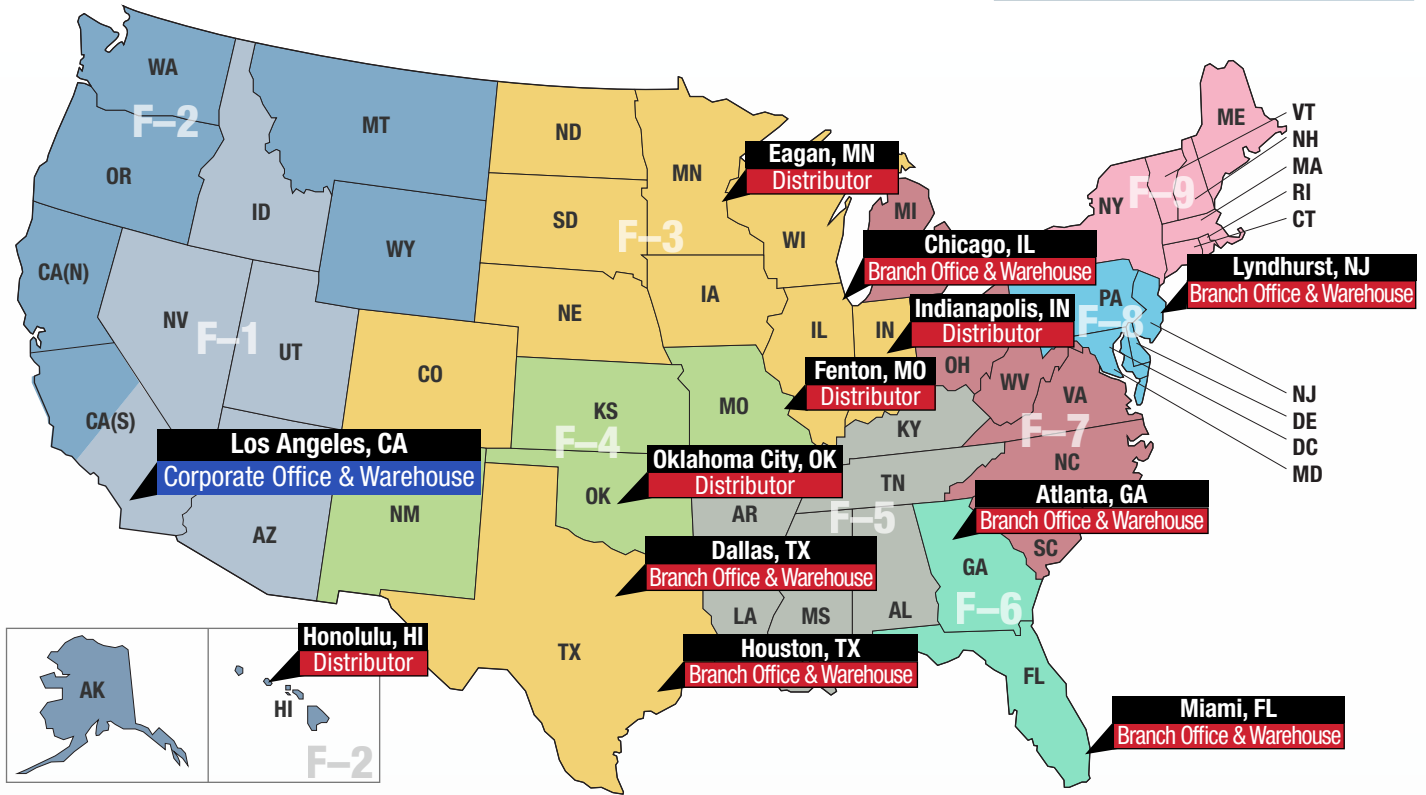 WA
F–2
MT
OR
ID
WY
CA(N)
NV
F–1
UT
CA(S)
AZ
ND
MN
SD
F–3
WI
NE
IA
IL
IN
CO
KS
MO
F–4
OK
NM
TX
MI
OH
WV
VA
F–7
NC
SC
KY
TN
AR
F–5
LA
MS
AL
GA
F–6
FL
ME
NY
F–9
PA
F–8
VT
NH
MA
RI
CT
NJ
DE
DC
MD
Eagan, MN
Distributor
Chicago, IL
Branch Office & Warehouse
Lyndhurst, NJ
Branch Office & Warehouse
Indianapolis, IN
Distributor
Fenton, MO
Distributor
Los Angeles, CA
Corporate Office & Warehouse
Oklahoma City, OK
Distributor
Atlanta, GA
Branch Office & Warehouse
Dallas, TX
Branch Office & Warehouse
Honolulu, HI
Distributor
Houston, TX
Branch Office & Warehouse
Miami, FL
Branch Office & Warehouse
AK
HI
F–2